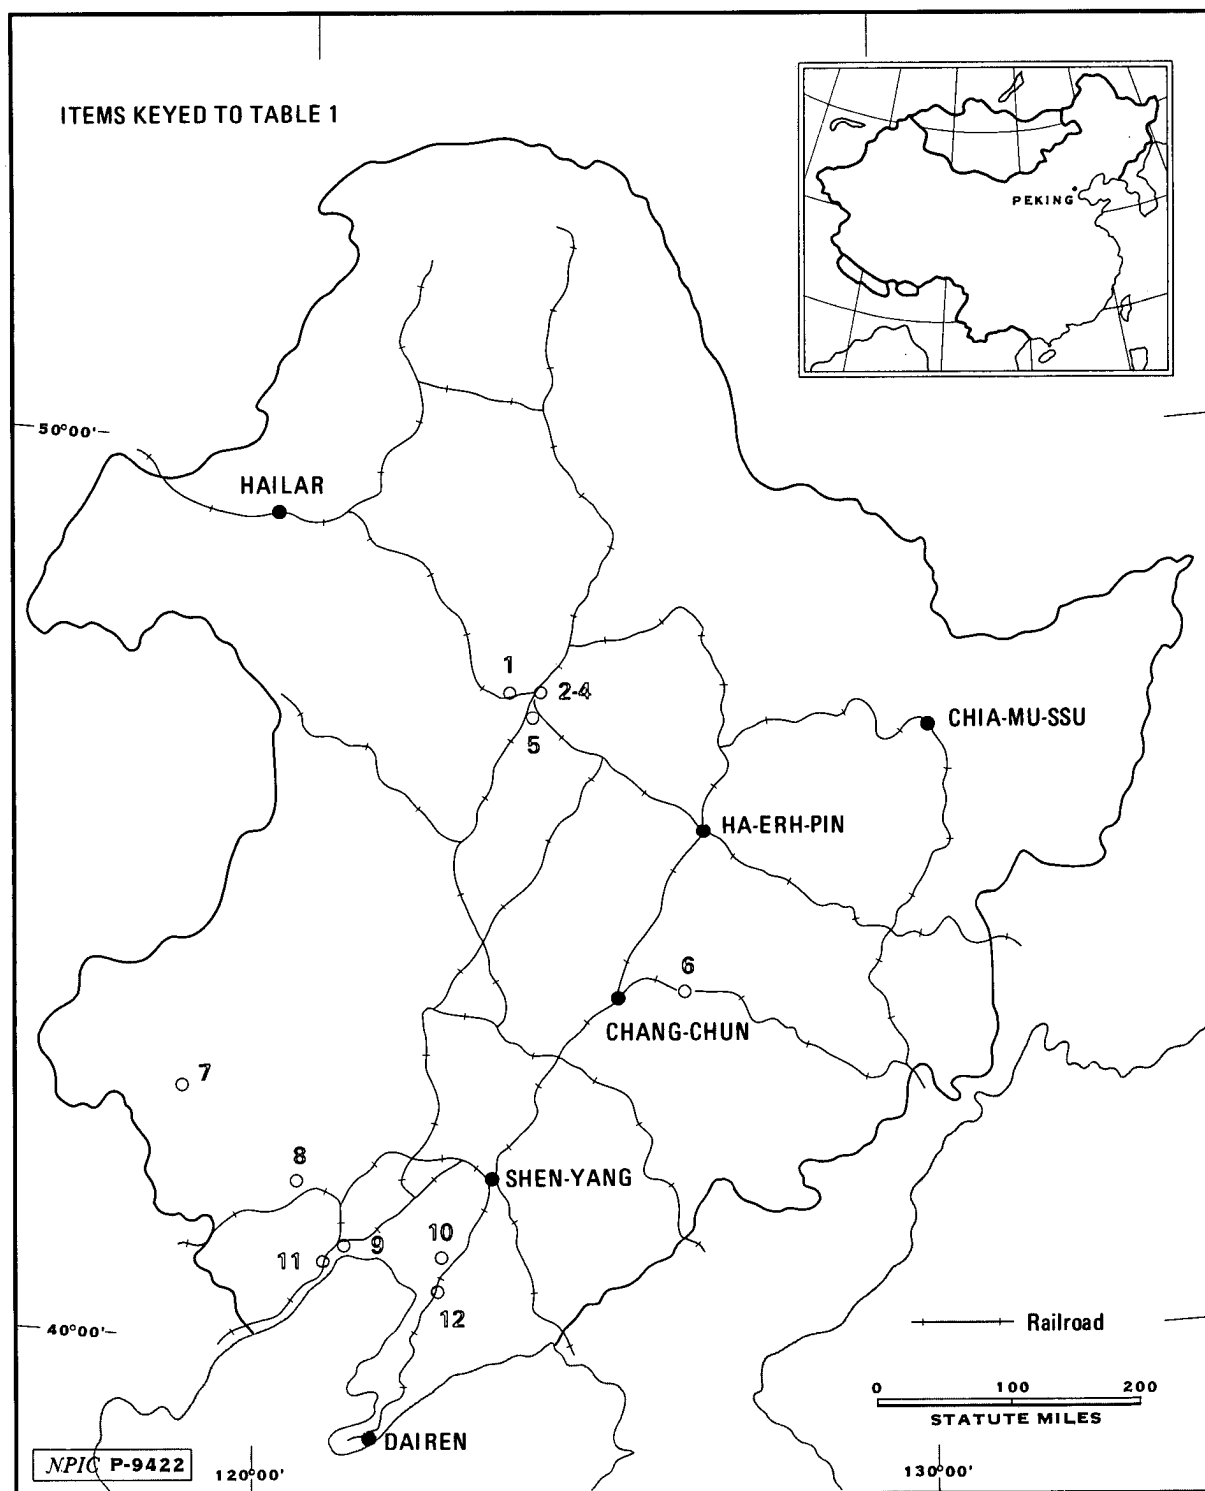 ITEMS KEYED TO TABLE 1
PEKING
50°00'
HAILAR
1
2-4
5
CHIA-MU-SSU
HA-ERH-PIN
6
CHANG-CHUN
7
8
SHEN-YANG
9
10
11
12
40°00'
Railroad
0 100 200
STATUTE MILES
DAIREN
NPIC P-9422
120°00'
130°00'